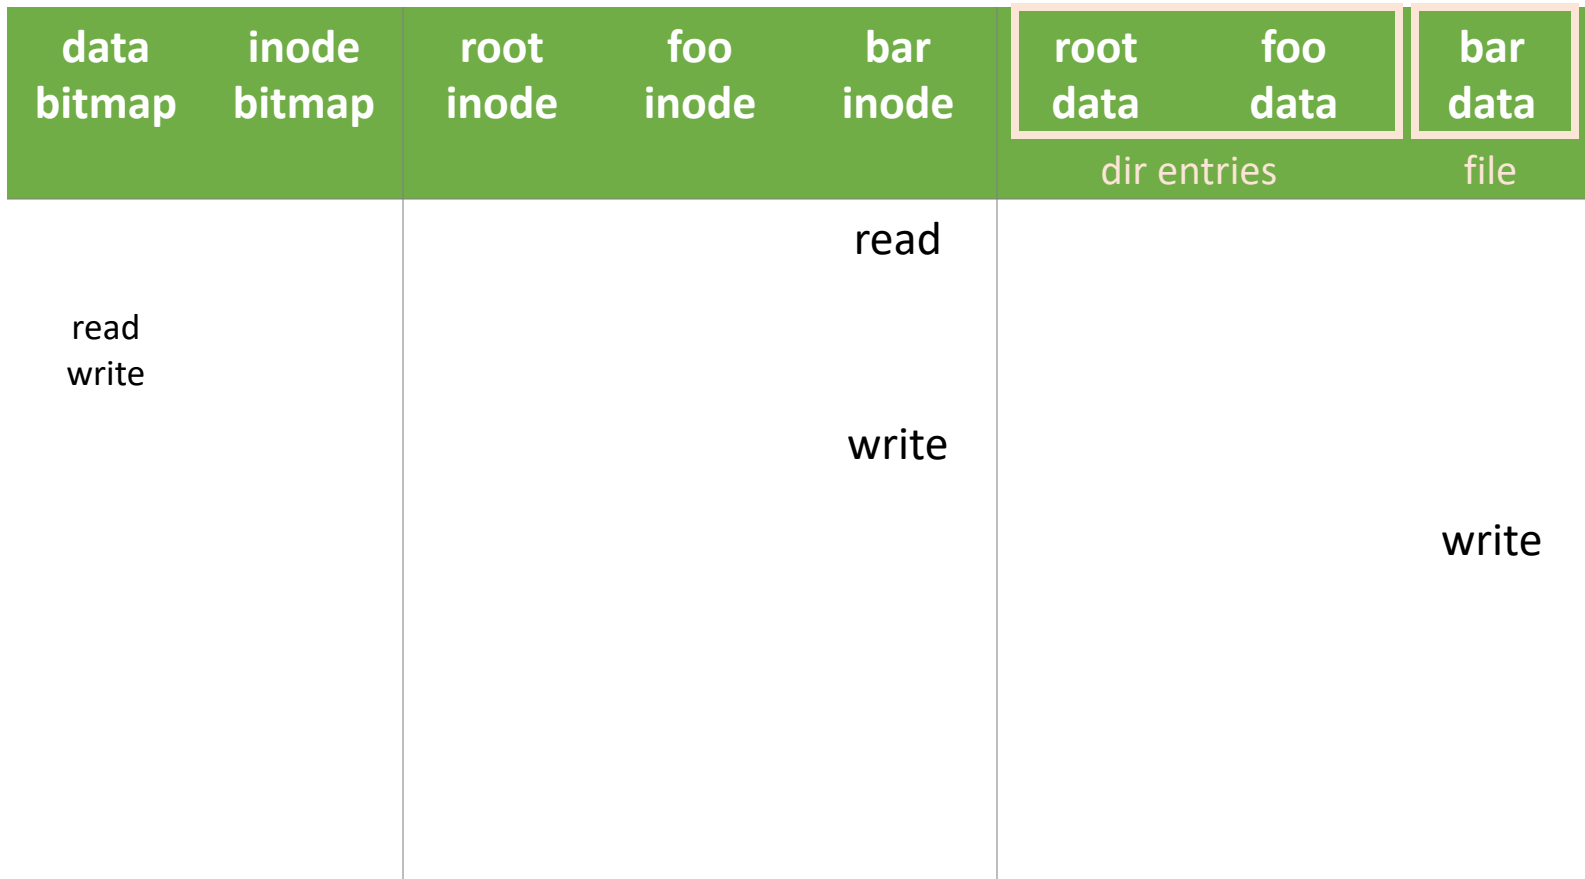 data inode root foo bar root foo bar
bitmap bitmap inode inode inode data data data
dir entries file
read
read
write
write
write